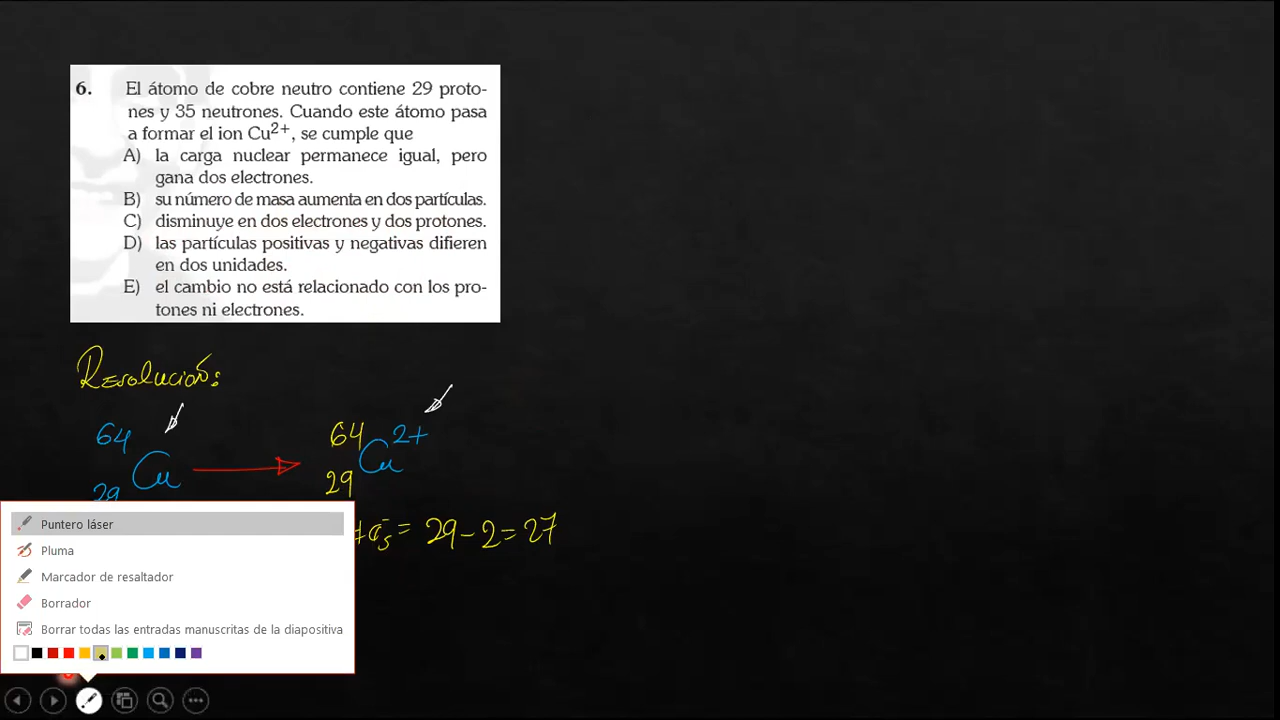 6. El átomo de cobre neutro contiene 29 proto-
nes y 35 neutrones. Cuando este átomo pasa
a formar el ion Cu²⁺, se cumple que
A) la carga nuclear permanece igual, pero
gana dos electrones.
B) su número de masa aumenta en dos partículas.
C) disminuye en dos electrones y dos protones.
D) las partículas positivas y negativas difieren
en dos unidades.
E) el cambio no está relacionado con los pro-
tones ni electrones.
Resolución:
64 64 2+
Cu Cu
29 29
= 29 - 2 = 27
Puntero láser
Pluma
Marcador de resaltador
Borrador
Borrar todas las entradas manuscritas de la diapositiva